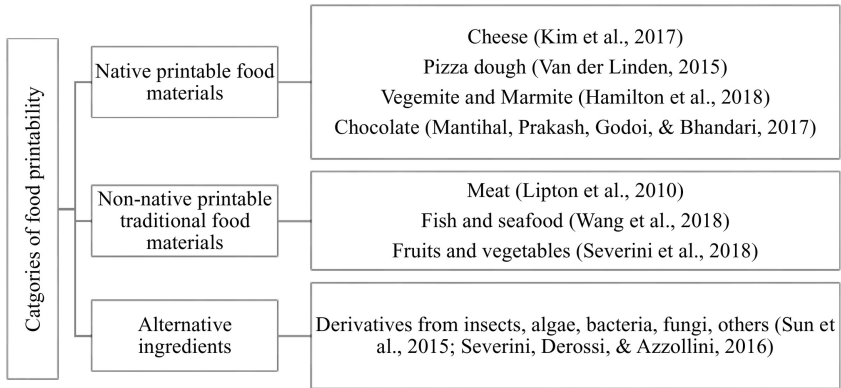 Catgories of food printability
Native printable food
materials
Cheese (Kim et al., 2017)
Pizza dough (Van der Linden, 2015)
Vegemite and Marmite (Hamilton et al., 2018)
Chocolate (Mantihal, Prakash, Godoi, & Bhandari, 2017)
Non-native printable
traditional food
materials
Meat (Lipton et al., 2010)
Fish and seafood (Wang et al., 2018)
Fruits and vegetables (Severini et al., 2018)
Alternative
ingredients
Derivatives from insects, algae, bacteria, fungi, others (Sun et
al., 2015; Severini, Derossi, & Azzollini, 2016)